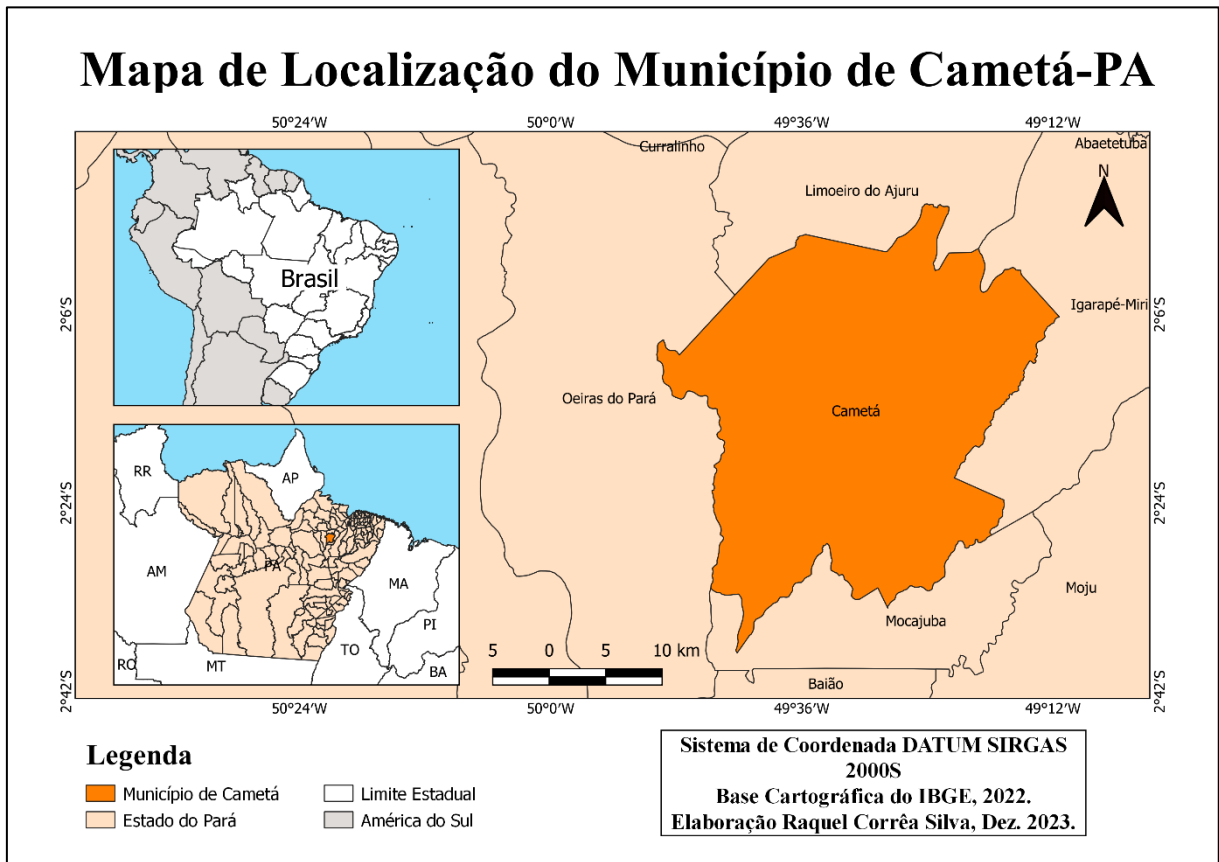 Mapa de Localização do Município de Cametá-PA
50°24'W 50°0'W 49°36'W 49°12'W
Curralinho
Abaetetuba
Limoeiro do Ajuru
N
Brasil
2°6'S
2°6'S
Igarapé-Miri
Oeiras do Pará
Cametá
RR
AP
2°24'S
2°24'S
AM
PA
MA
Moju
Mocajuba
PI
RO
MT
TO
BA
5 0 5 10 km
Baião
2°42'S
2°42'S
50°24'W 50°0'W 49°36'W 49°12'W
Legenda
Município de Cametá
Limite Estadual
Estado do Pará
América do Sul
Sistema de Coordenada DATUM SIRGAS
2000S
Base Cartográfica do IBGE, 2022.
Elaboração Raquel Corrêa Silva, Dez. 2023.